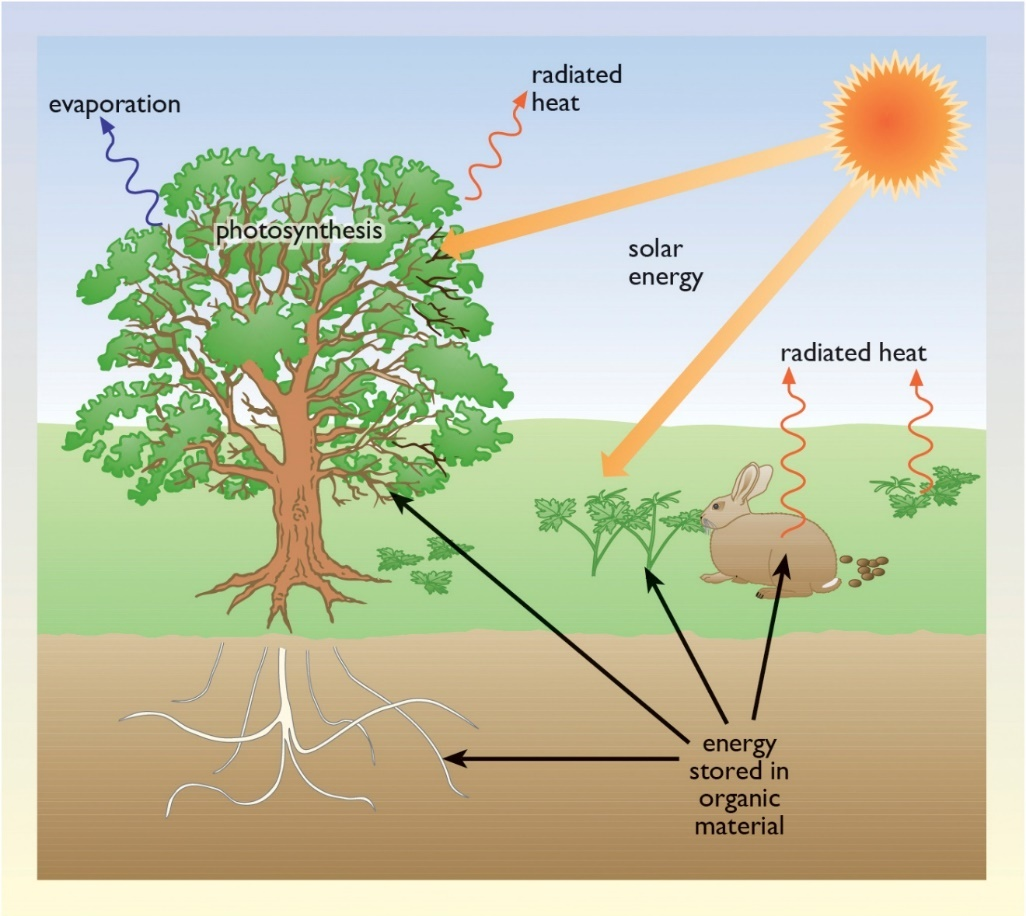 evaporation
radiated
heat
photosynthesis
solar
energy
radiated heat
energy
stored in
organic
material